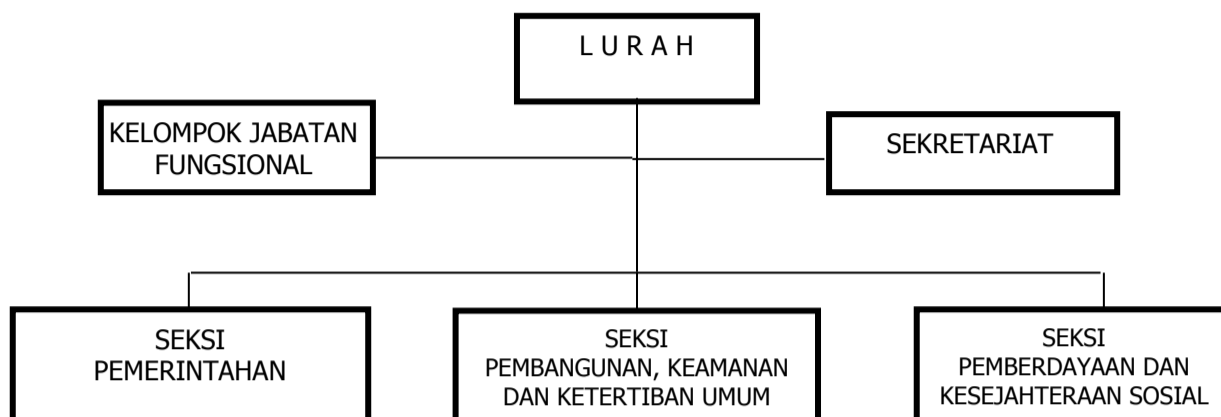 L U R A H
KELOMPOK JABATAN
FUNGSIONAL
SEKRETARIAT
SEKSI
PEMERINTAHAN
SEKSI
PEMBANGUNAN, KEAMANAN
DAN KETERTIBAN UMUM
SEKSI
PEMBERDAYAAN DAN
KESEJAHTERAAN SOSIAL